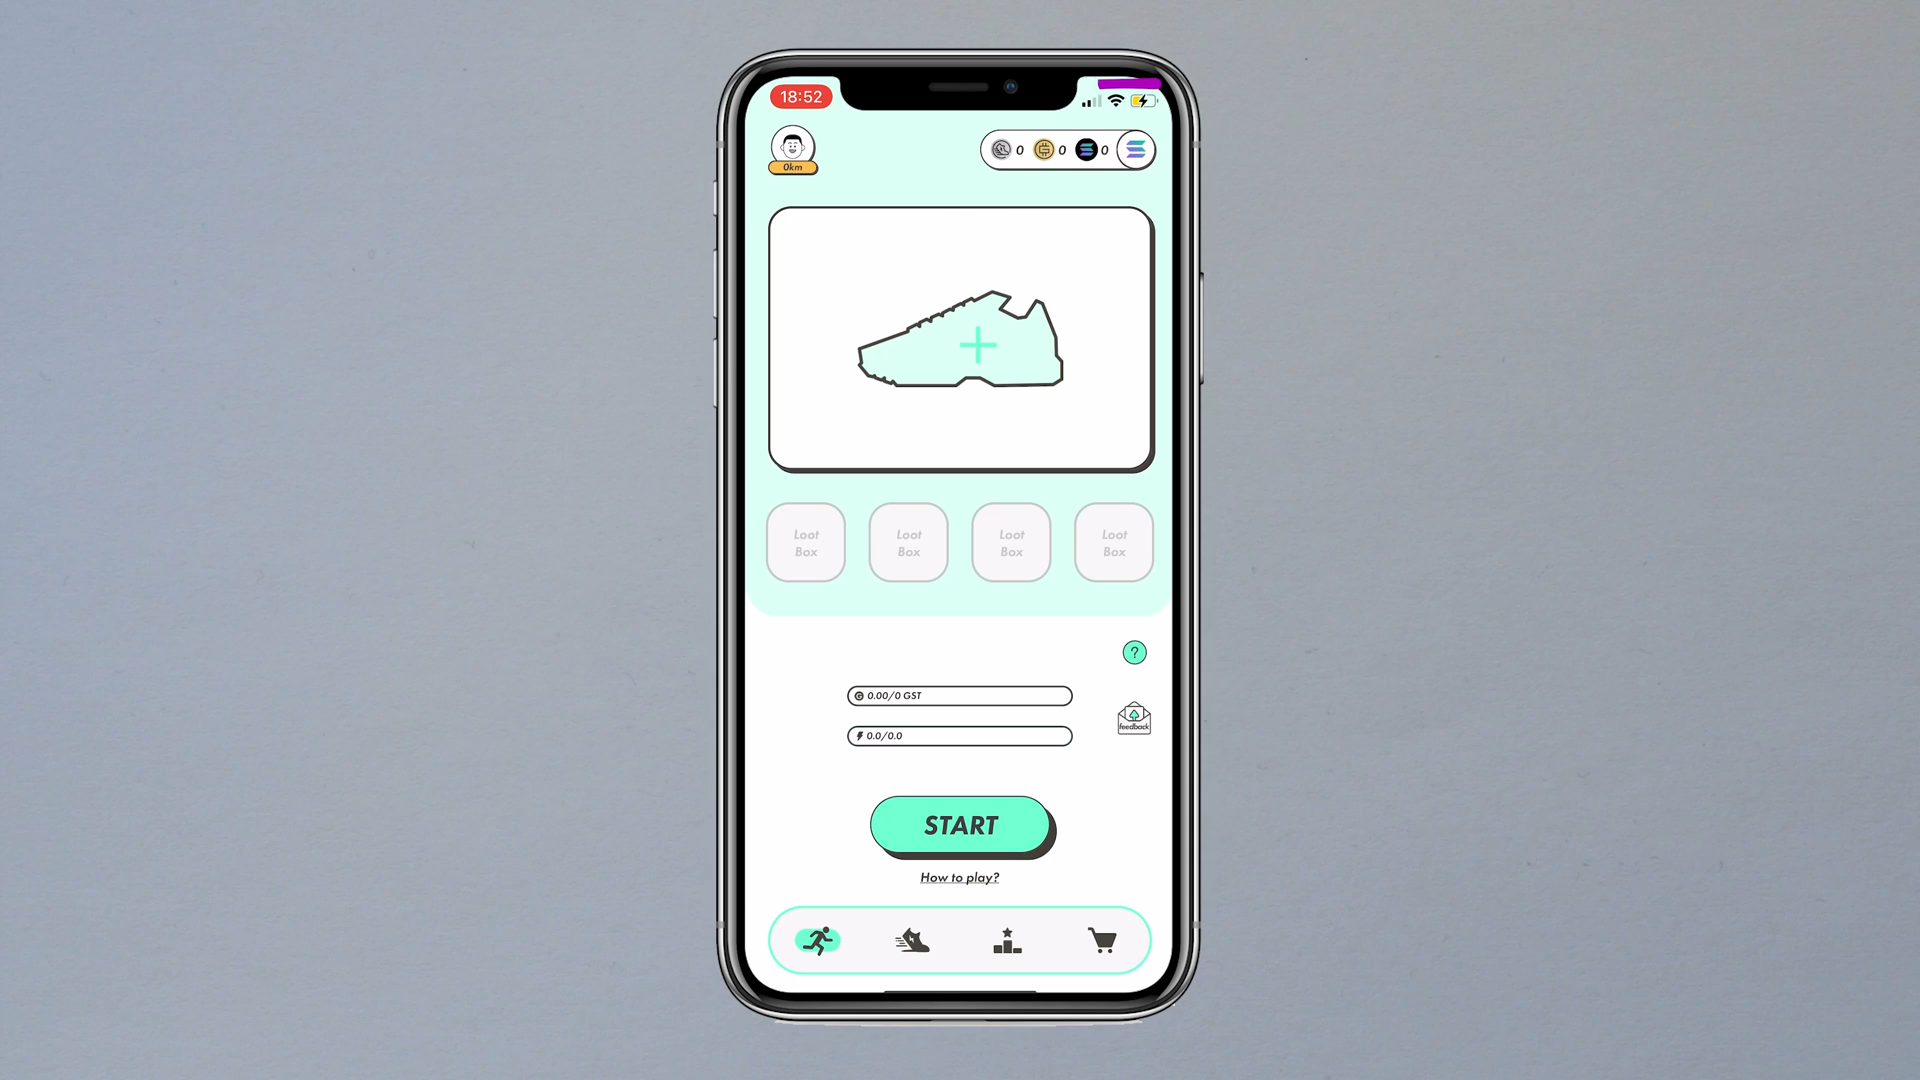 18:52
0km
0 0 0
Loot Box
Loot Box
Loot Box
Loot Box
?
0.00/0 GST
feedback
0.0/0.0
START
How to play?